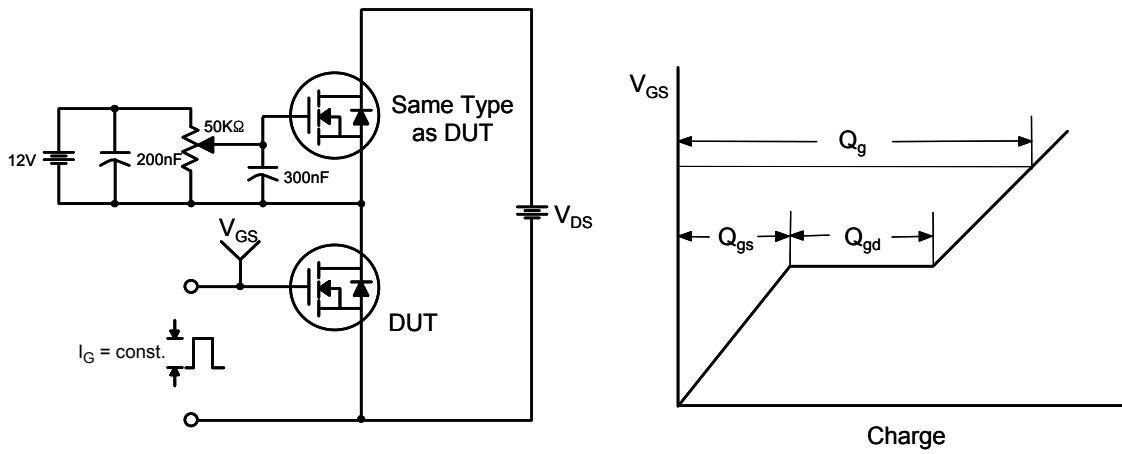 12V
200nF
50KΩ
300nF
Same Type
as DUT
V_DS
V_GS
DUT
I_G = const.
V_GS
Q_g
Q_gs
Q_gd
Charge